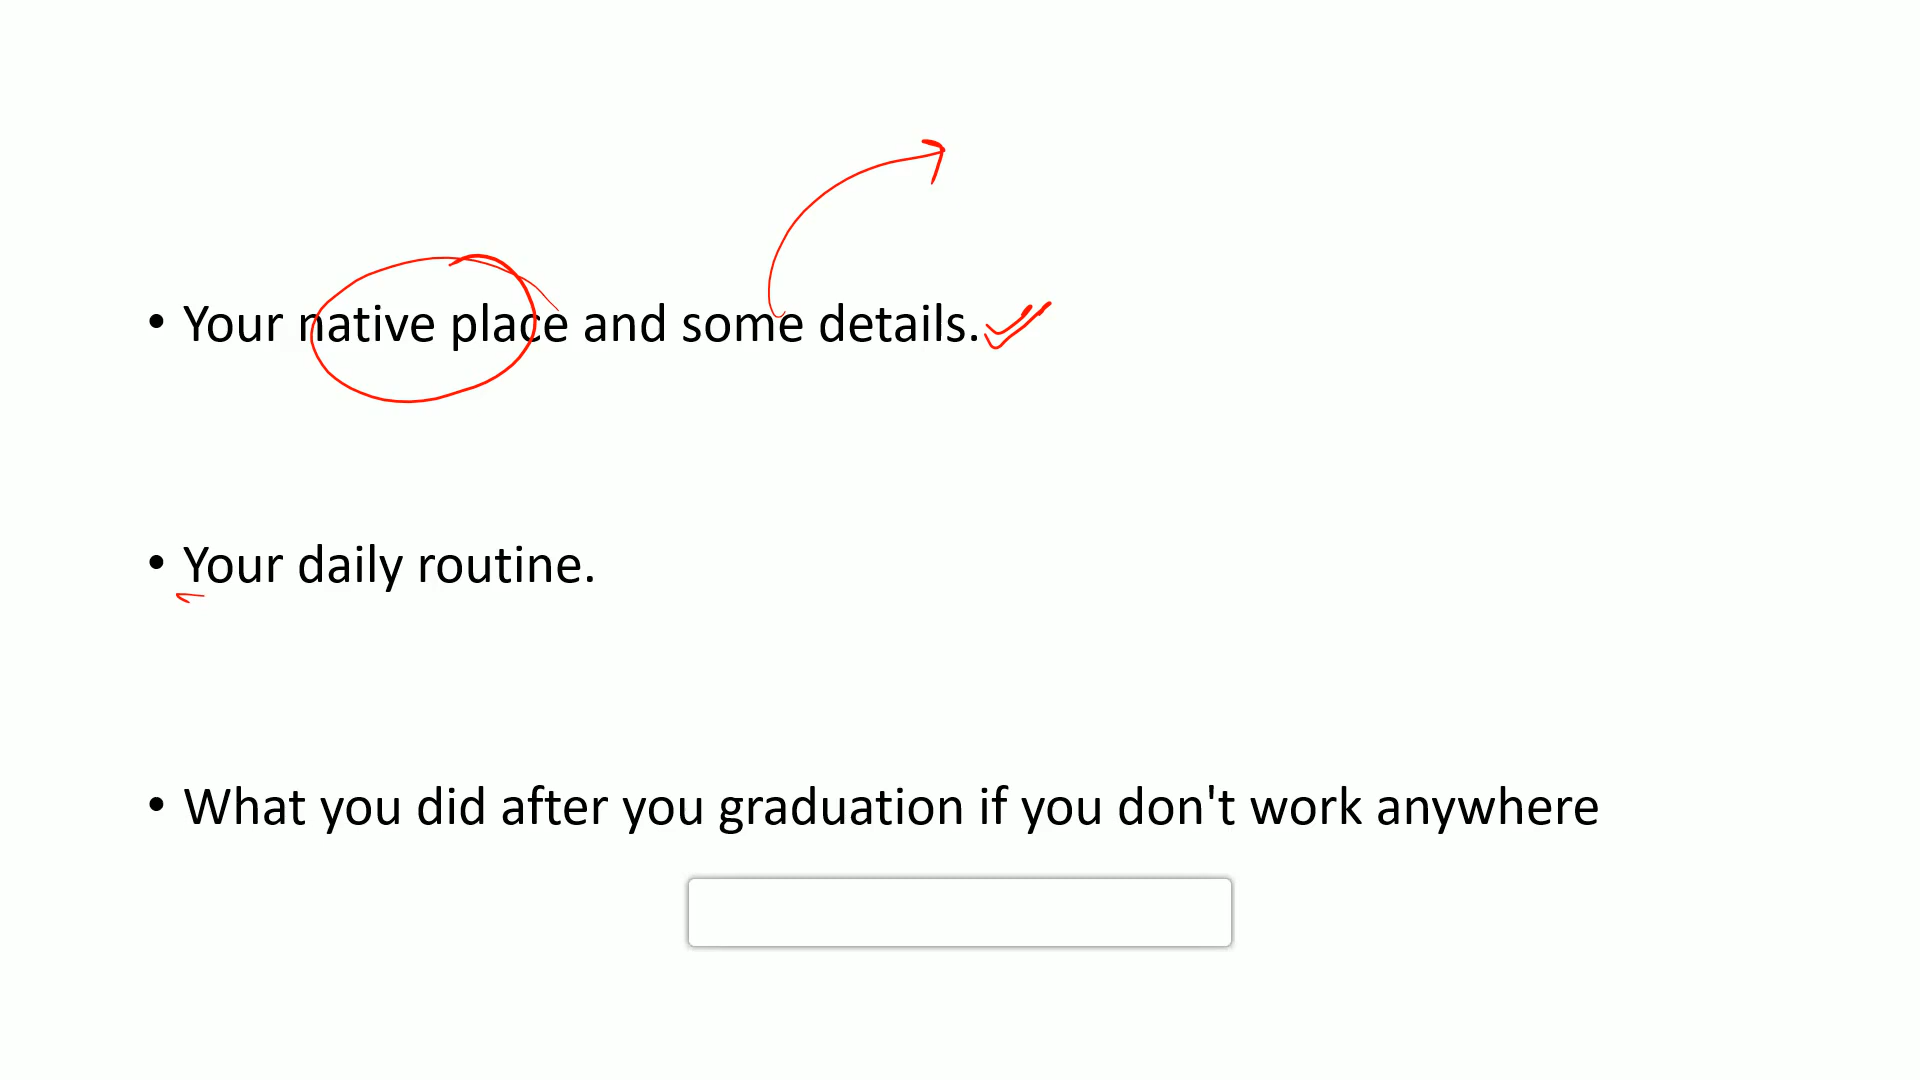 • Your native place and some details.
• Your daily routine.
• What you did after you graduation if you don't work anywhere